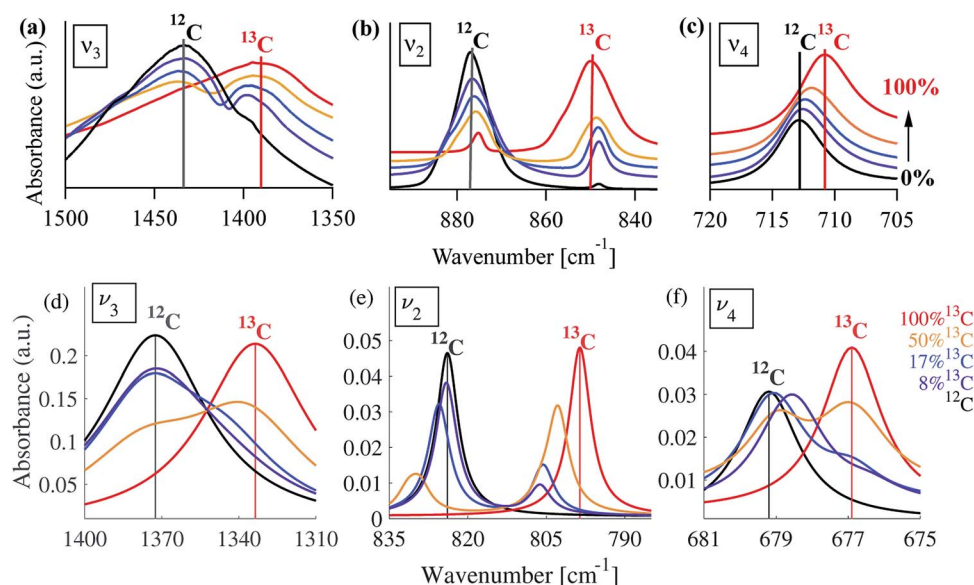 (a)
ν3
12C
13C
Absorbance (a.u.)
1500
1450
1400
1350
(b)
ν2
12C
13C
880
860
840
Wavenumber [cm-1]
(c)
ν4
12C
13C
100%
0%
720
715
710
705
(d)
ν3
12C
13C
Absorbance (a.u.)
0.2
0.15
0.1
0.05
1400
1370
1340
1310
(e)
ν2
12C
13C
0.05
0.04
0.03
0.02
0.01
0
835
820
805
790
Wavenumber [cm-1]
(f)
ν4
12C
13C
0.04
0.03
0.02
0.01
681
679
677
675
100%13C
50%13C
17%13C
8%13C
12C